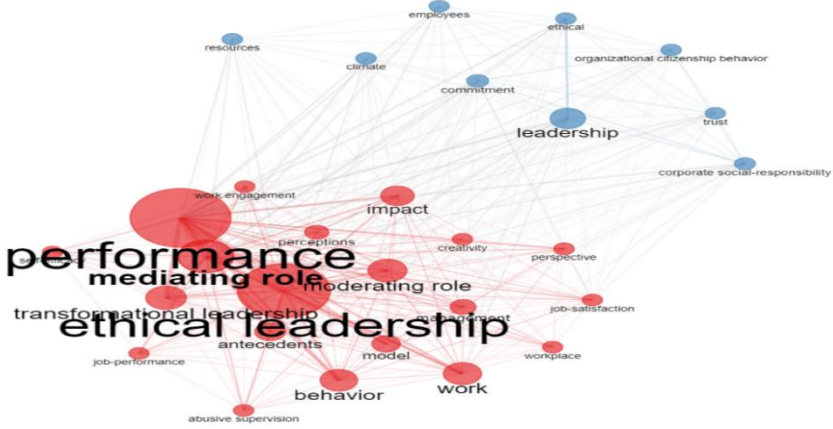 employees
ethical
resources
organizational citizenship behavior
climate
commitment
trust
leadership
corporate social-responsibility
work engagement
impact
perceptions
creativity
performance
perspective
mediating role
moderating role
job-satisfaction
transformational leadership
management
ethical leadership
antecedents
model
workplace
job-performance
behavior
work
abusive supervision